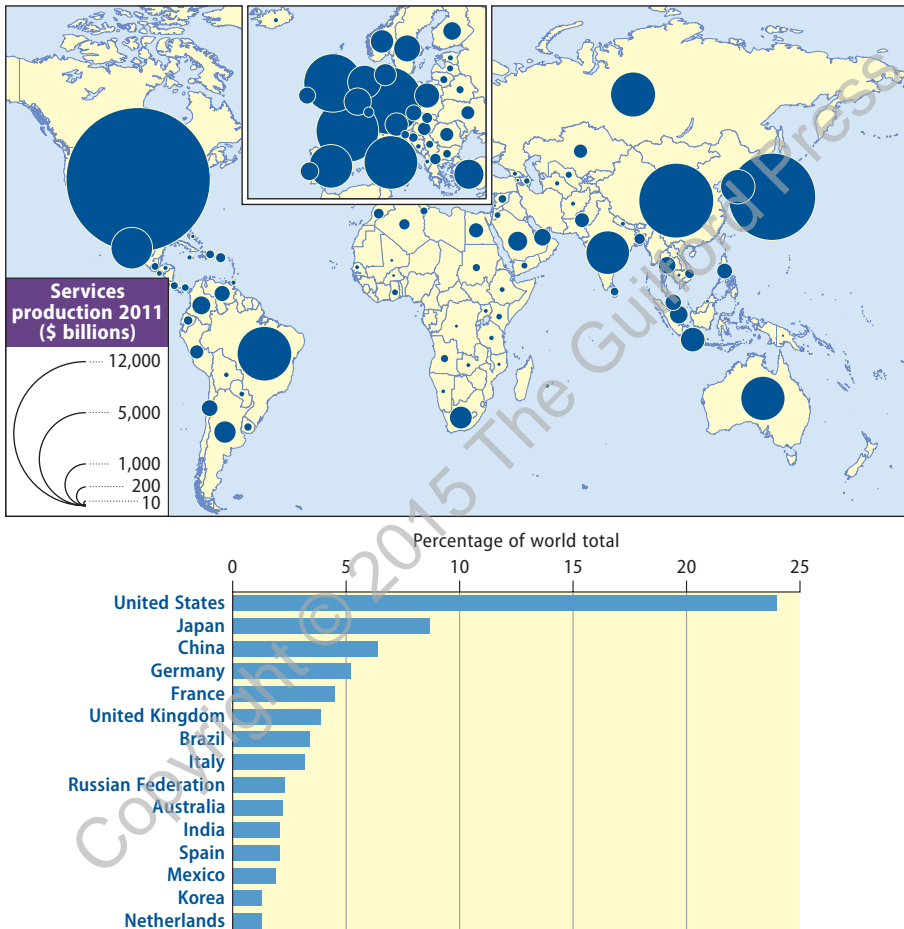 Services
production 2011
($ billions)
12,000
5,000
1,000
200
10
Percentage of world total
0 5 10 15 20 25
United States
Japan
China
Germany
France
United Kingdom
Brazil
Italy
Russian Federation
Australia
India
Spain
Mexico
Korea
Netherlands
Copyright © 2015 The Guilford Press